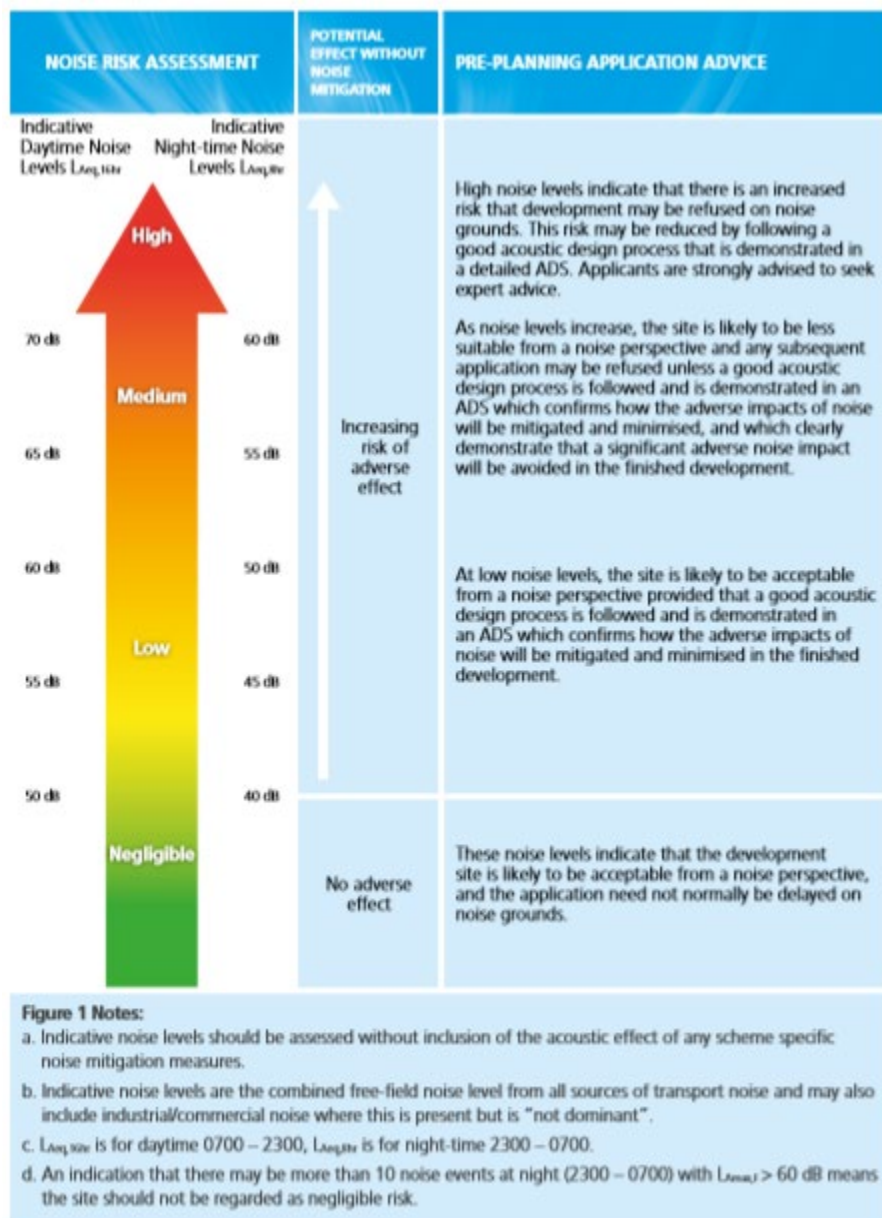 NOISE RISK ASSESSMENT
POTENTIAL
EFFECT WITHOUT
NOISE
MITIGATION
PRE-PLANNING APPLICATION ADVICE
Indicative
Daytime Noise
Levels LAeq,16hr
Indicative
Night-time Noise
Levels LAeq,8hr
High
70 dB
60 dB
Medium
65 dB
55 dB
60 dB
50 dB
Low
55 dB
45 dB
50 dB
40 dB
Negligible
Increasing
risk of
adverse
effect
No adverse
effect
High noise levels indicate that there is an increased
risk that development may be refused on noise
grounds. This risk may be reduced by following a
good acoustic design process that is demonstrated in
a detailed ADS. Applicants are strongly advised to seek
expert advice.
As noise levels increase, the site is likely to be less
suitable from a noise perspective and any subsequent
application may be refused unless a good acoustic
design process is followed and is demonstrated in an
ADS which confirms how the adverse impacts of noise
will be mitigated and minimised, and which clearly
demonstrate that a significant adverse noise impact
will be avoided in the finished development.
At low noise levels, the site is likely to be acceptable
from a noise perspective provided that a good acoustic
design process is followed and is demonstrated in
an ADS which confirms how the adverse impacts of
noise will be mitigated and minimised in the finished
development.
These noise levels indicate that the development
site is likely to be acceptable from a noise perspective,
and the application need not normally be delayed on
noise grounds.
Figure 1 Notes:
a. Indicative noise levels should be assessed without inclusion of the acoustic effect of any scheme specific
noise mitigation measures.
b. Indicative noise levels are the combined free-field noise level from all sources of transport noise and may also
include industrial/commercial noise where this is present but is "not dominant".
c. LAeq,16hr is for daytime 0700 – 2300, LAeq,8hr is for night-time 2300 – 0700.
d. An indication that there may be more than 10 noise events at night (2300 – 0700) with LAmax,F > 60 dB means
the site should not be regarded as negligible risk.